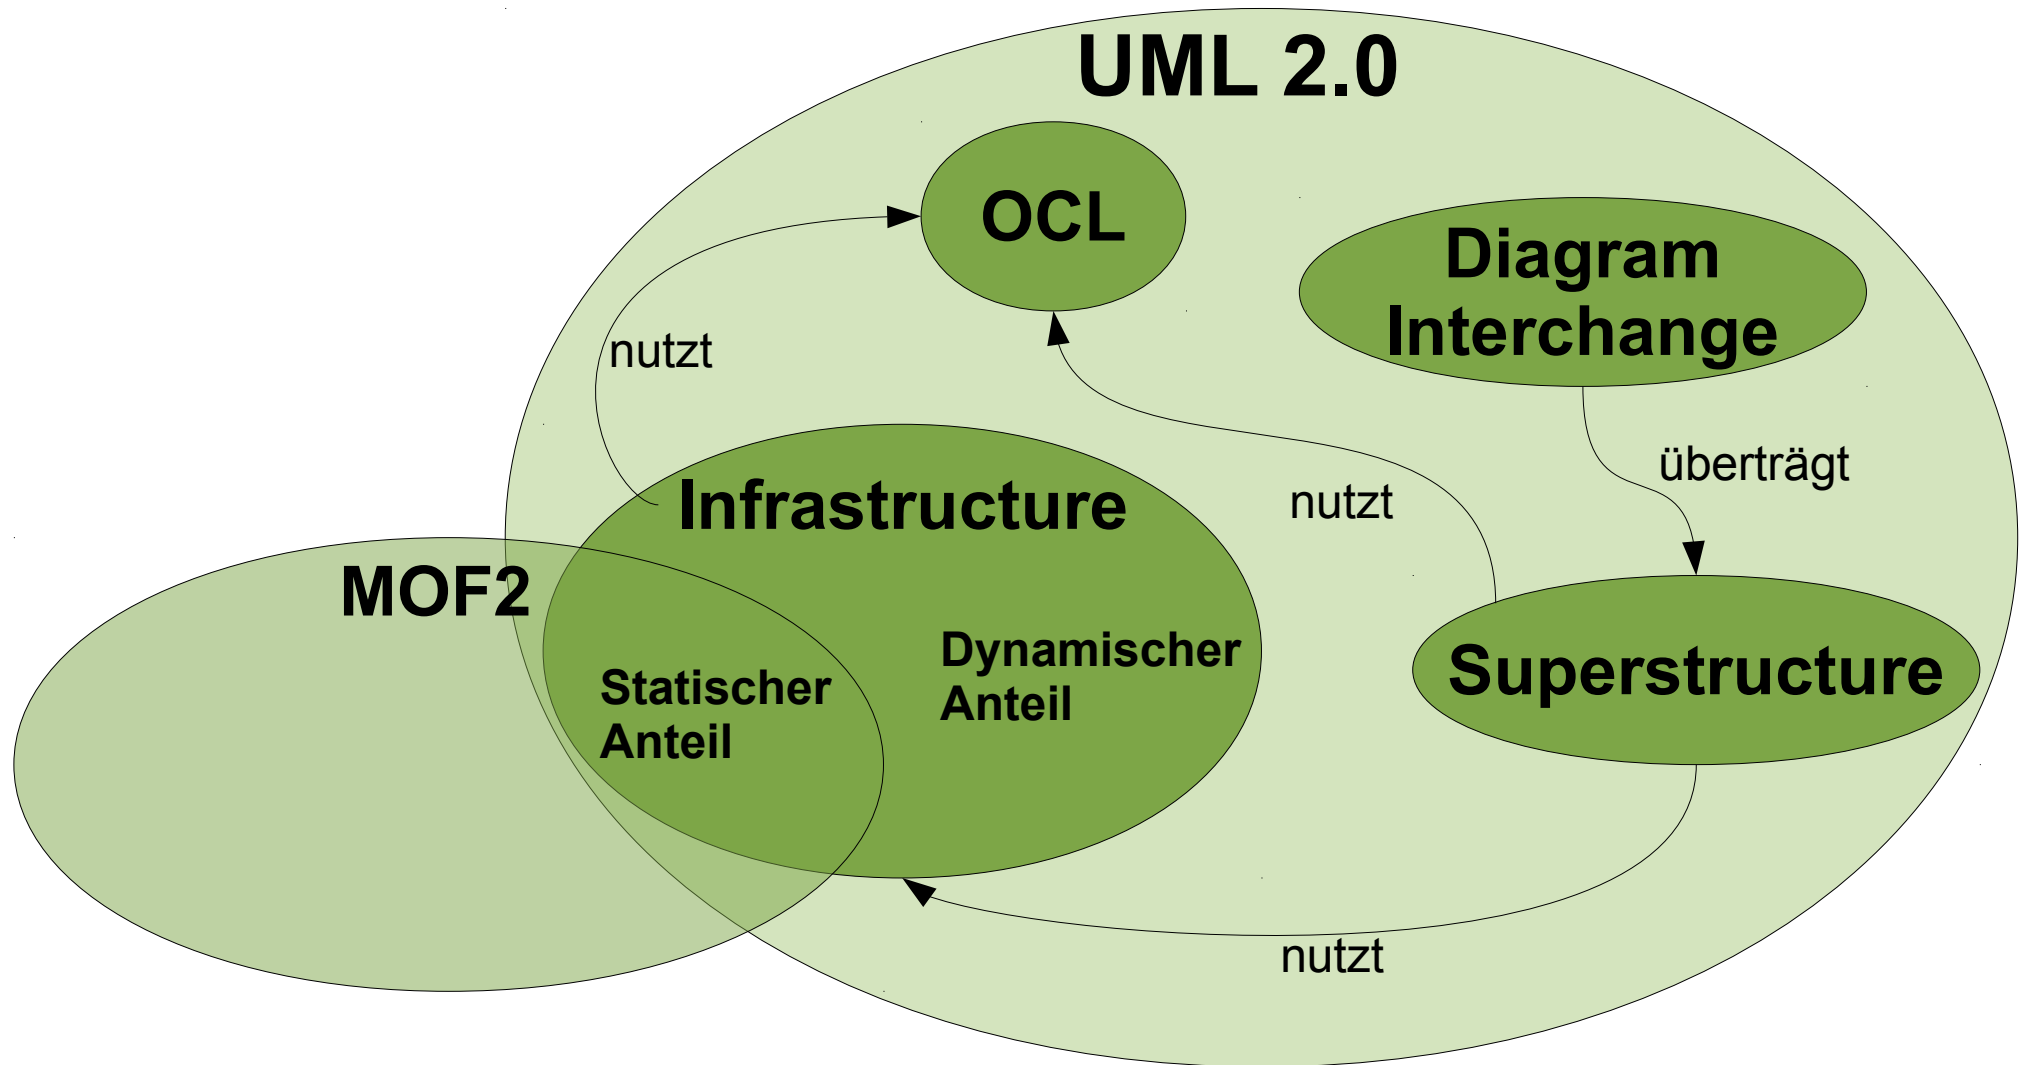 UML 2.0
OCL
Diagram
Interchange
nutzt
überträgt
Infrastructure
nutzt
MOF2
Dynamischer
Anteil
Statischer
Anteil
Superstructure
nutzt